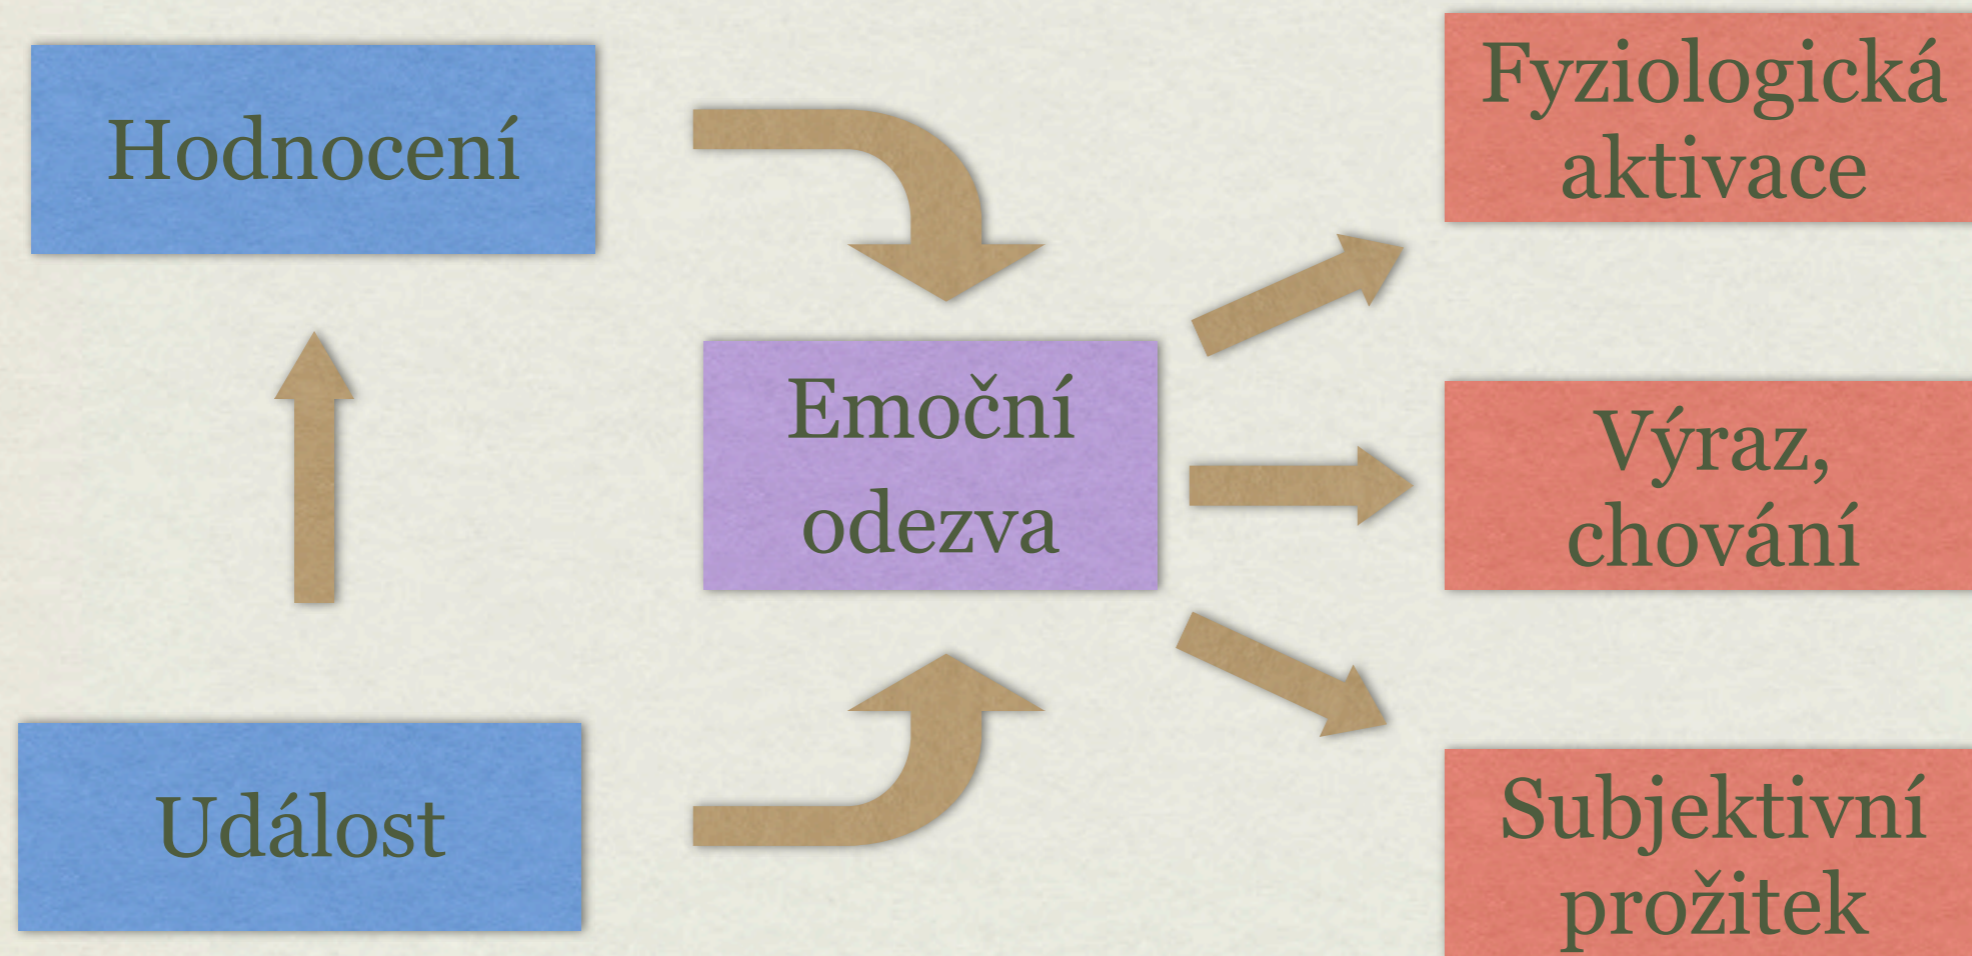 Hodnocení
Fyziologická
aktivace
Emoční
odezva
Výraz,
chování
Událost
Subjektivní
prožitek